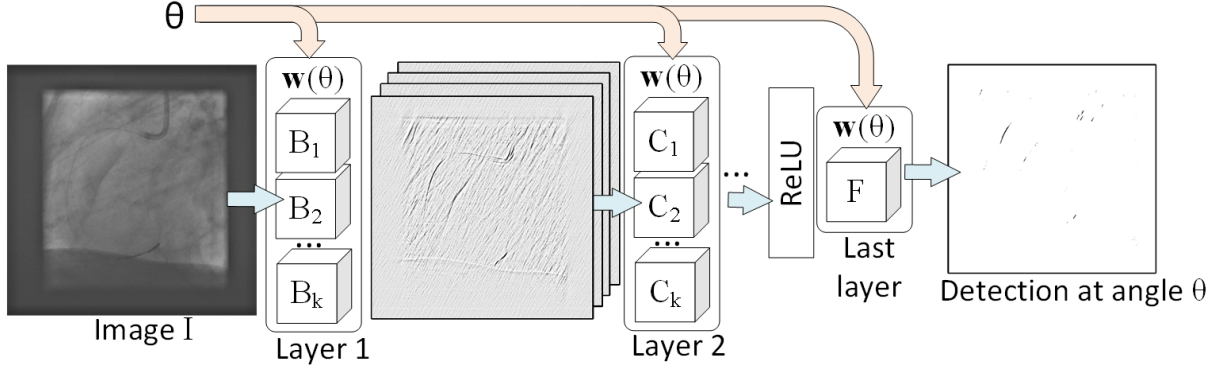 θ
w(θ)
B1
B2
...
Bk
Layer 1
Image I
w(θ)
C1
C2
...
Ck
Layer 2
...
ReLU
w(θ)
F
Last
layer
Detection at angle θ